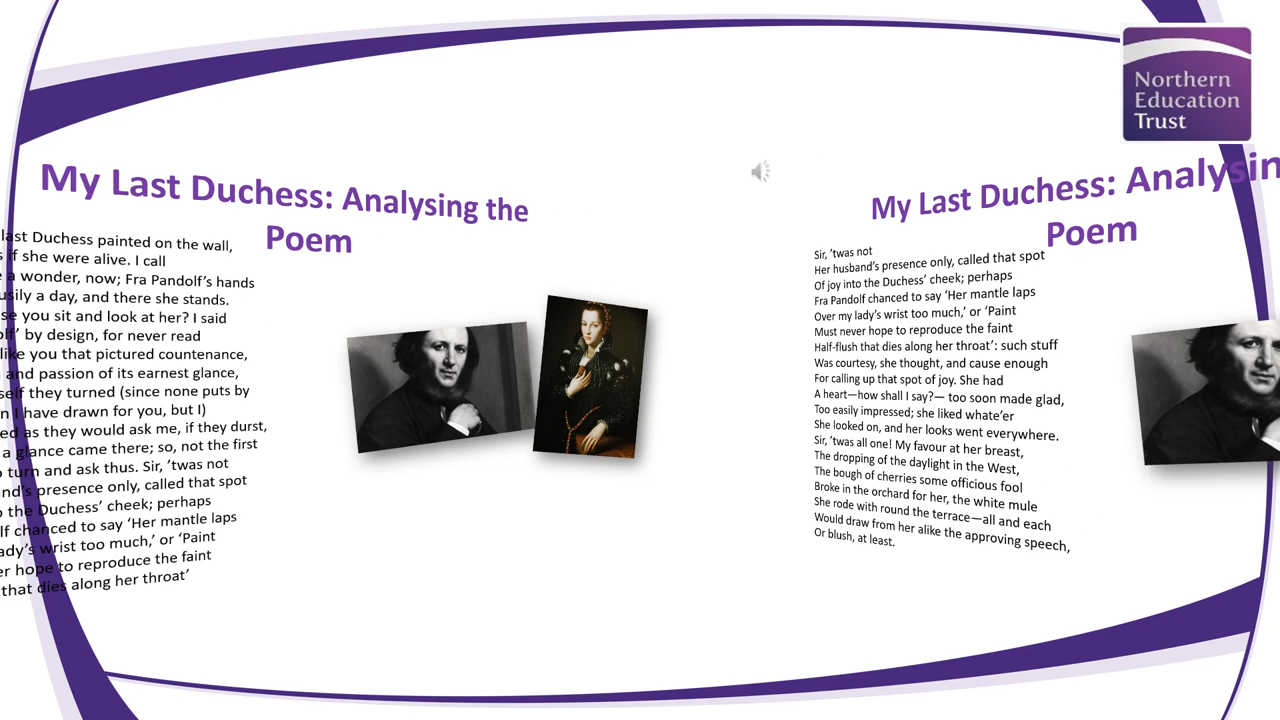 Northern
Education
Trust
My Last Duchess: Analysing the
Poem
last Duchess painted on the wall,
if she were alive. I call
a wonder, now; Fra Pandolf’s hands
usily a day, and there she stands.
se you sit and look at her? I said
olf’ by design, for never read
like you that pictured countenance,
and passion of its earnest glance,
self they turned (since none puts by
n I have drawn for you, but I)
ed as they would ask me, if they durst,
a glance came there; so, not the first
o turn and ask thus. Sir, ’twas not
and’s presence only, called that spot
o the Duchess’ cheek; perhaps
lf chanced to say ‘Her mantle laps
ady’s wrist too much,’ or ‘Paint
er hope to reproduce the faint
that dies along her throat’
My Last Duchess: Analysin
Poem
Sir, ’twas not
Her husband’s presence only, called that spot
Of joy into the Duchess’ cheek; perhaps
Fra Pandolf chanced to say ‘Her mantle laps
Over my lady’s wrist too much,’ or ‘Paint
Must never hope to reproduce the faint
Half-flush that dies along her throat’: such stuff
Was courtesy, she thought, and cause enough
For calling up that spot of joy. She had
A heart—how shall I say?— too soon made glad,
Too easily impressed; she liked whate’er
She looked on, and her looks went everywhere.
Sir, ’twas all one! My favour at her breast,
The dropping of the daylight in the West,
The bough of cherries some officious fool
Broke in the orchard for her, the white mule
She rode with round the terrace—all and each
Would draw from her alike the approving speech,
Or blush, at least.